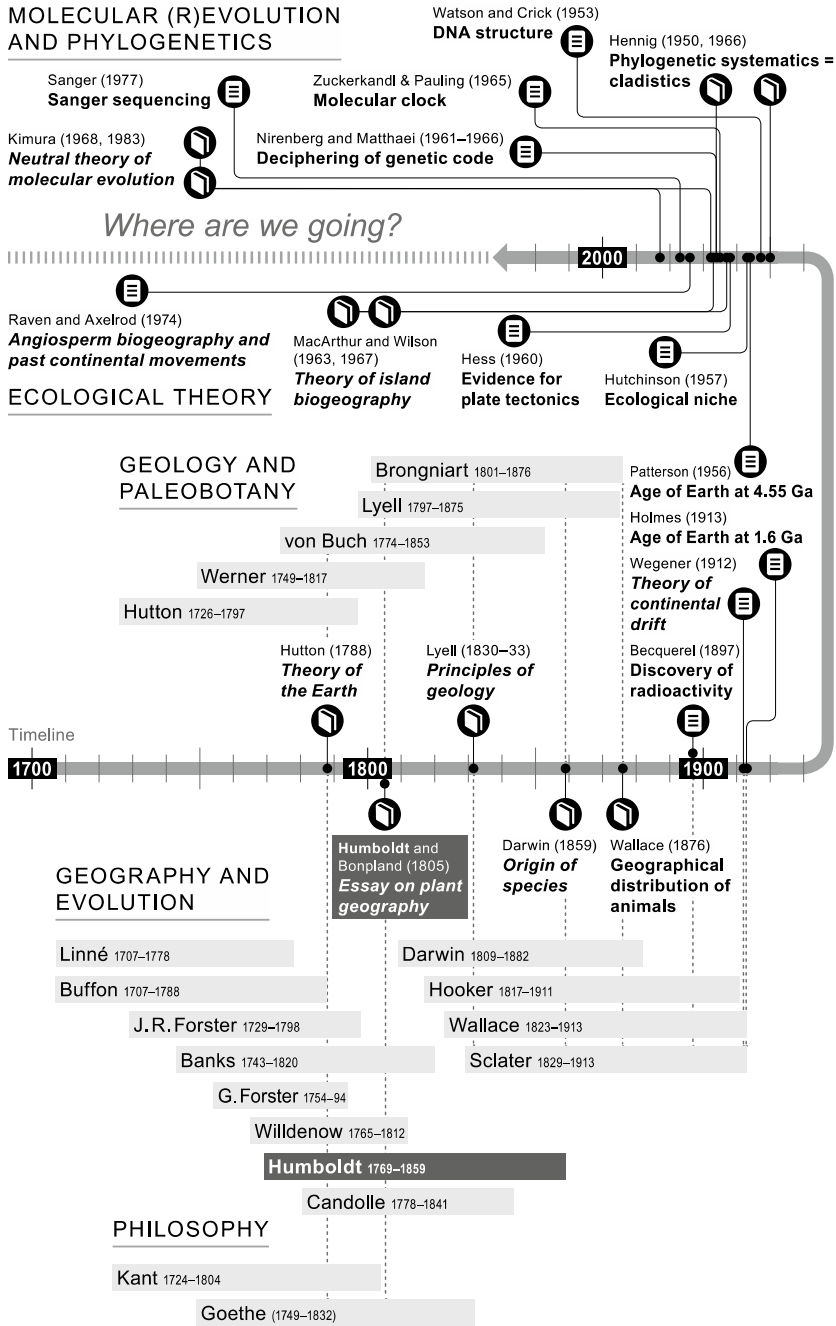 MOLECULAR (R)EVOLUTION
AND PHYLOGENETICS
Watson and Crick (1953)
DNA structure
Hennig (1950, 1966)
Phylogenetic systematics =
cladistics
Sanger (1977)
Sanger sequencing
Zuckerkandl & Pauling (1965)
Molecular clock
Kimura (1968, 1983)
Neutral theory of
molecular evolution
Nirenberg and Matthaei (1961–1966)
Deciphering of genetic code
Where are we going?
2000
Raven and Axelrod (1974)
Angiosperm biogeography and
past continental movements
MacArthur and Wilson
(1963, 1967)
Theory of island
biogeography
Hess (1960)
Evidence for
plate tectonics
Hutchinson (1957)
Ecological niche
ECOLOGICAL THEORY
GEOLOGY AND
PALEOBOTANY
Brongniart 1801–1876
Lyell 1797–1875
von Buch 1774–1853
Werner 1749–1817
Hutton 1726–1797
Patterson (1956)
Age of Earth at 4.55 Ga
Holmes (1913)
Age of Earth at 1.6 Ga
Wegener (1912)
Theory of
continental
drift
Hutton (1788)
Theory of
the Earth
Lyell (1830–33)
Principles of
geology
Becquerel (1897)
Discovery of
radioactivity
Timeline
1700
1800
1900
Humboldt and
Bonpland (1805)
Essay on plant
geography
Darwin (1859)
Origin of
species
Wallace (1876)
Geographical
distribution of
animals
GEOGRAPHY AND
EVOLUTION
Linné 1707–1778
Darwin 1809–1882
Buffon 1707–1788
Hooker 1817–1911
J.R.Forster 1729–1798
Wallace 1823–1913
Banks 1743–1820
Sclater 1829–1913
G.Forster 1754–94
Willdenow 1765–1812
Humboldt 1769–1859
Candolle 1778–1841
PHILOSOPHY
Kant 1724–1804
Goethe (1749–1832)